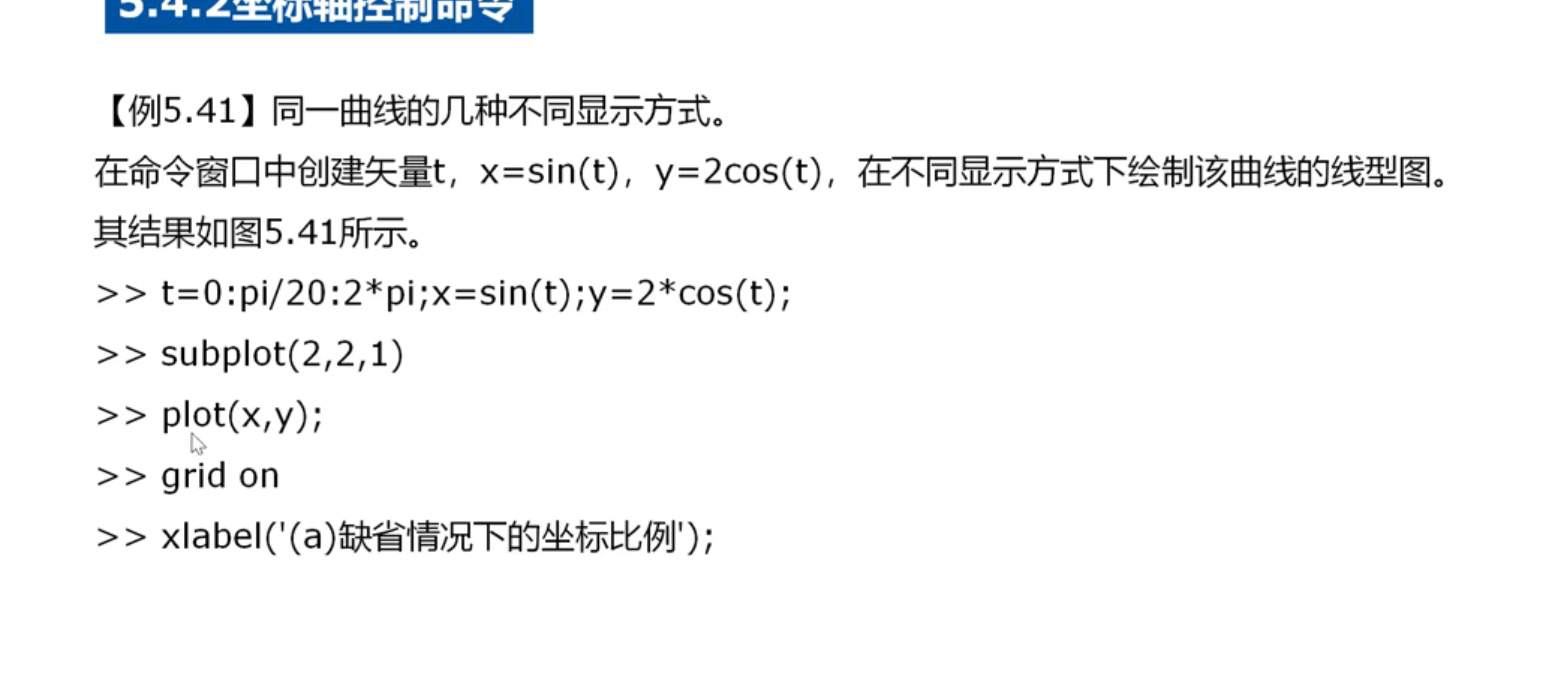 5.4.2坐标轴控制命令
【例5.41】同一曲线的几种不同显示方式。
在命令窗口中创建矢量t，x=sin(t)，y=2cos(t)，在不同显示方式下绘制该曲线的线型图。
其结果如图5.41所示。
>> t=0:pi/20:2*pi;x=sin(t);y=2*cos(t);
>> subplot(2,2,1)
>> plot(x,y);
>> grid on
>> xlabel('(a)缺省情况下的坐标比例');